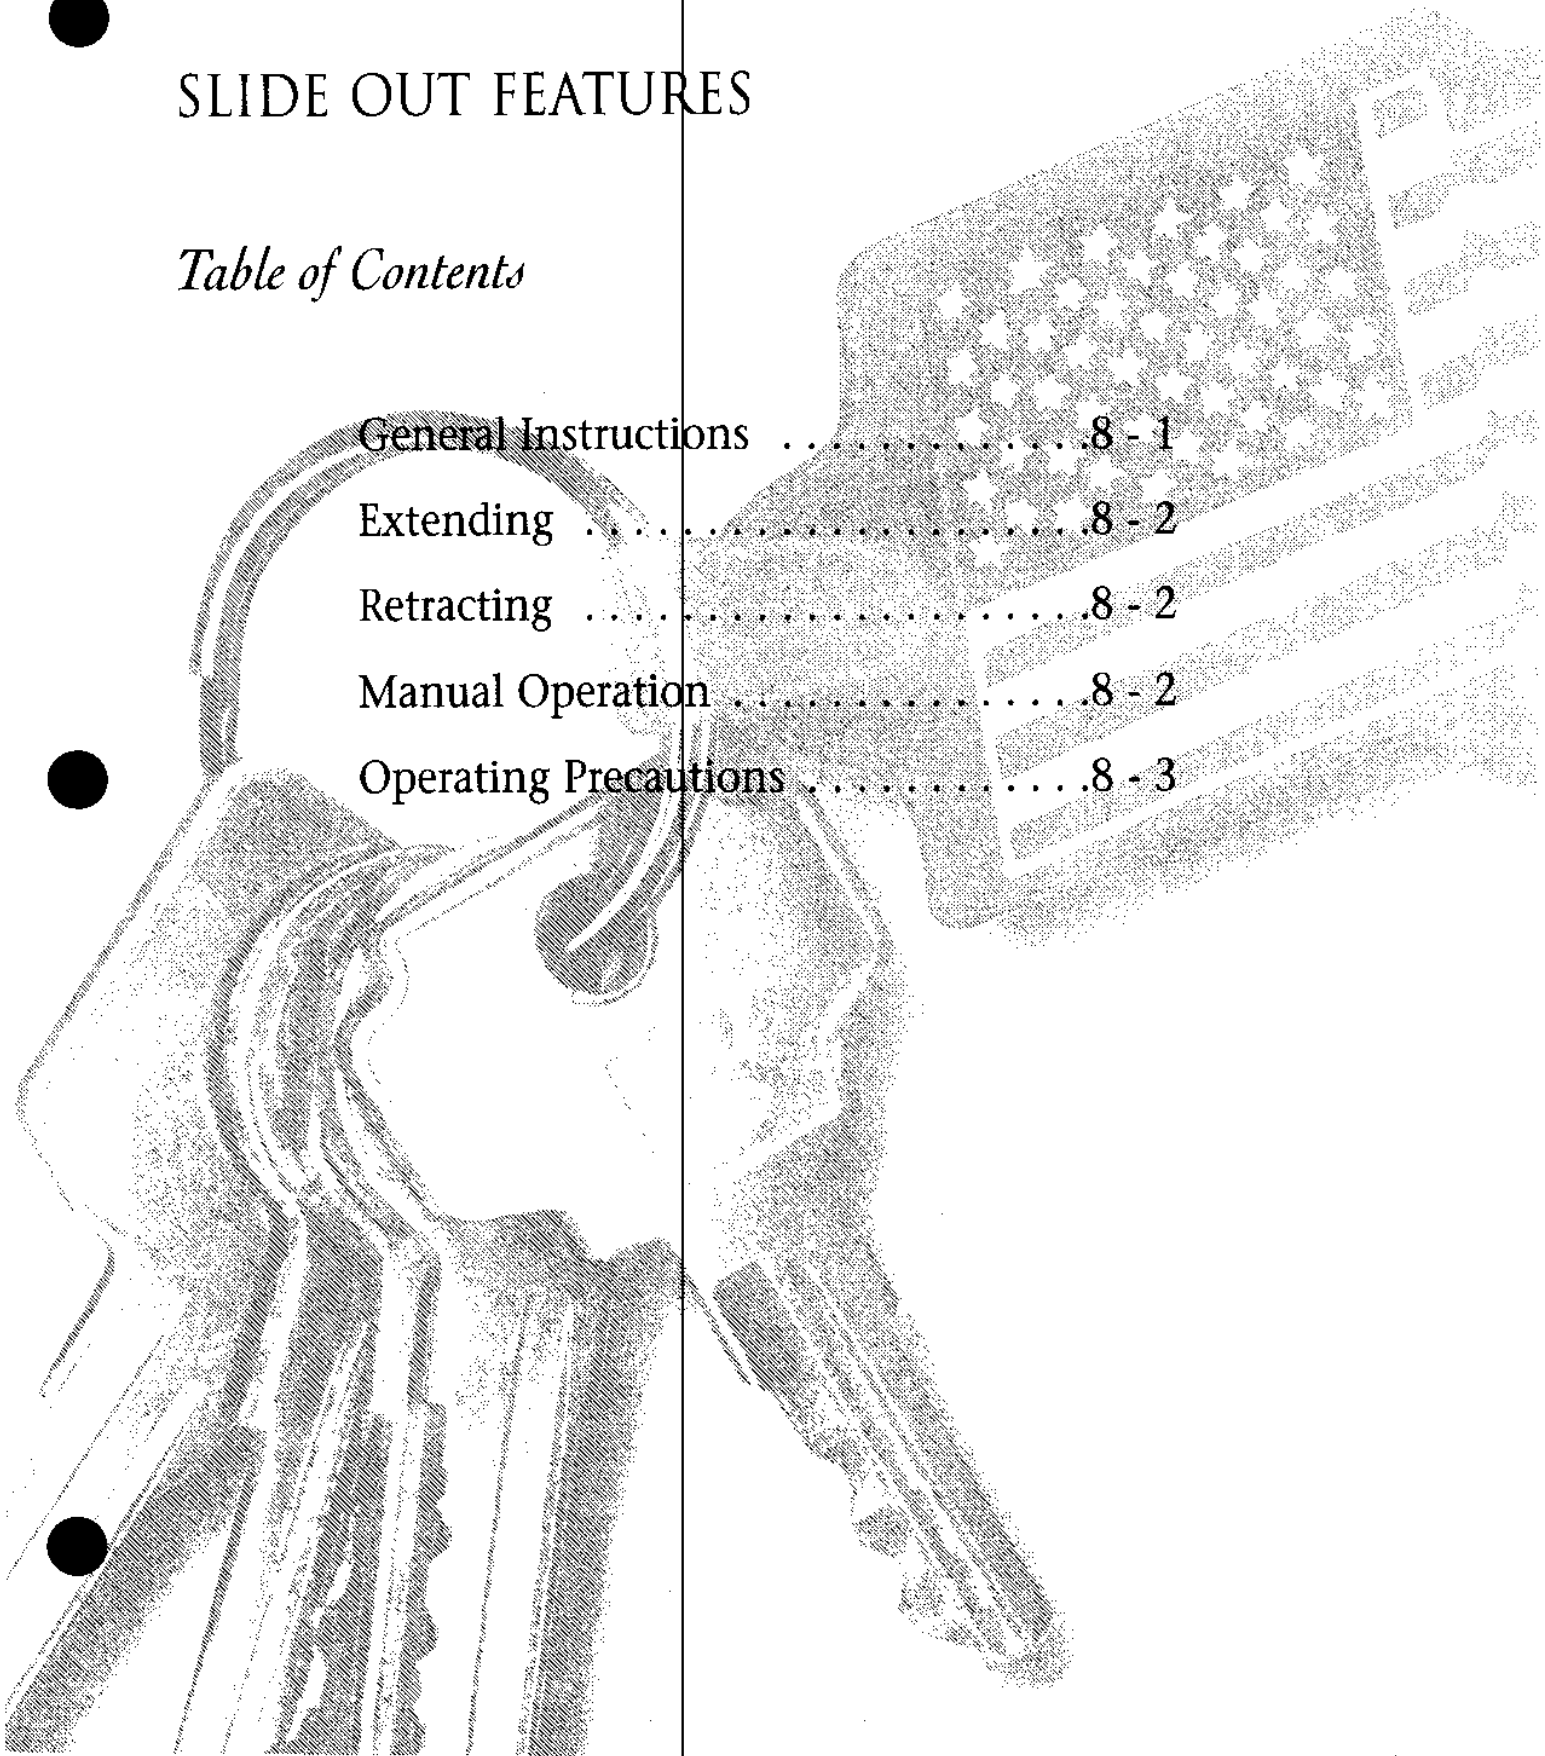 SLIDE OUT FEATURES
Table of Contents
General Instructions . . . . . . . . . . . . .8 - 1
Extending . . . . . . . . . . . . . . . . . . . . .8 - 2
Retracting . . . . . . . . . . . . . . . . . . . . .8 - 2
Manual Operation . . . . . . . . . . . . . . .8 - 2
Operating Precautions . . . . . . . . . . . .8 - 3